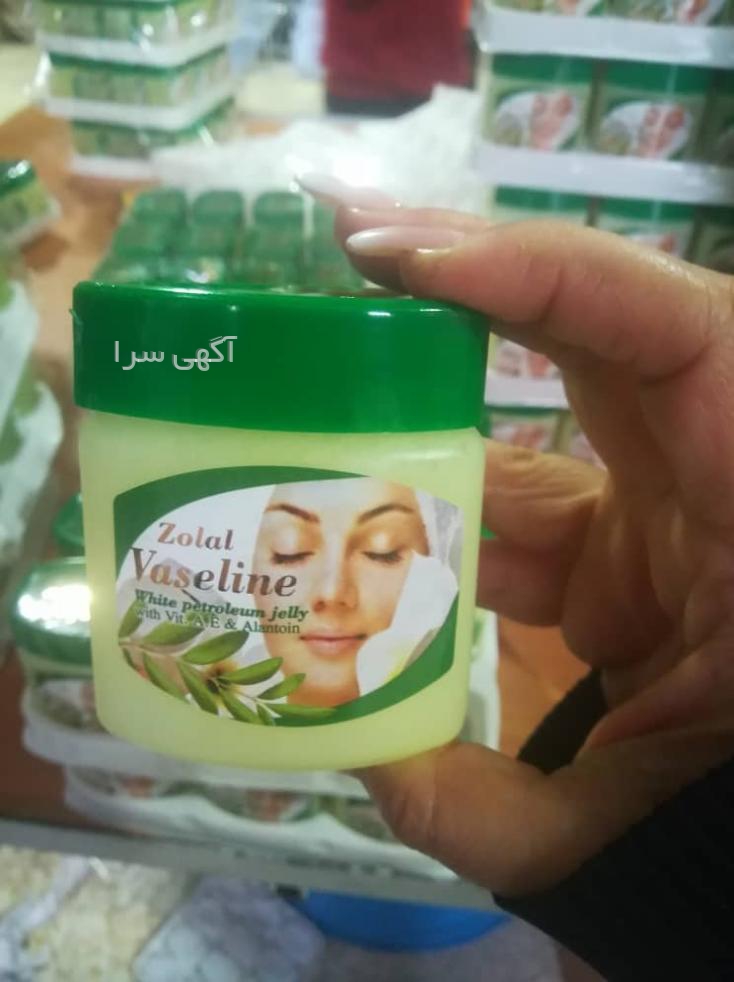 آگهی سرا
Zolal
Vaseline
White petroleum jelly
with Vit. A,E & Alantoin